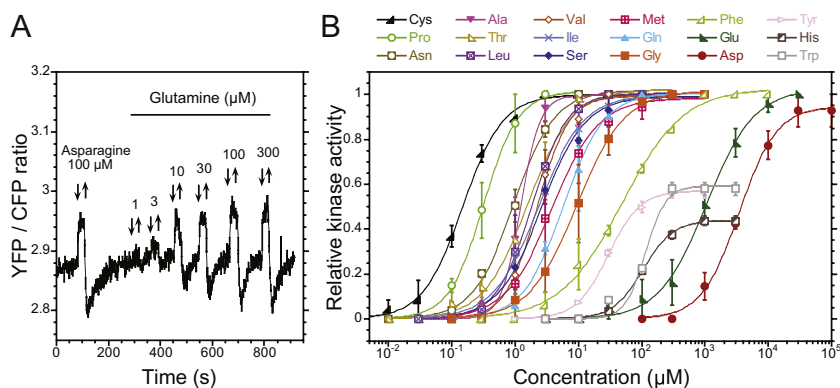 A
YFP / CFP ratio
3.2
3.1
3.0
2.9
2.8
Glutamine (µM)
Asparagine
100 µM
1
3
10
30
100
300
0
200
400
600
800
Time (s)
B
Cys
Ala
Val
Met
Phe
Tyr
Pro
Thr
Ile
Gln
Glu
His
Asn
Leu
Ser
Gly
Asp
Trp
Relative kinase activity
1
0.8
0.6
0.4
0.2
0
10⁻²
10⁻¹
10⁰
10¹
10²
10³
10⁴
10⁵
Concentration (µM)